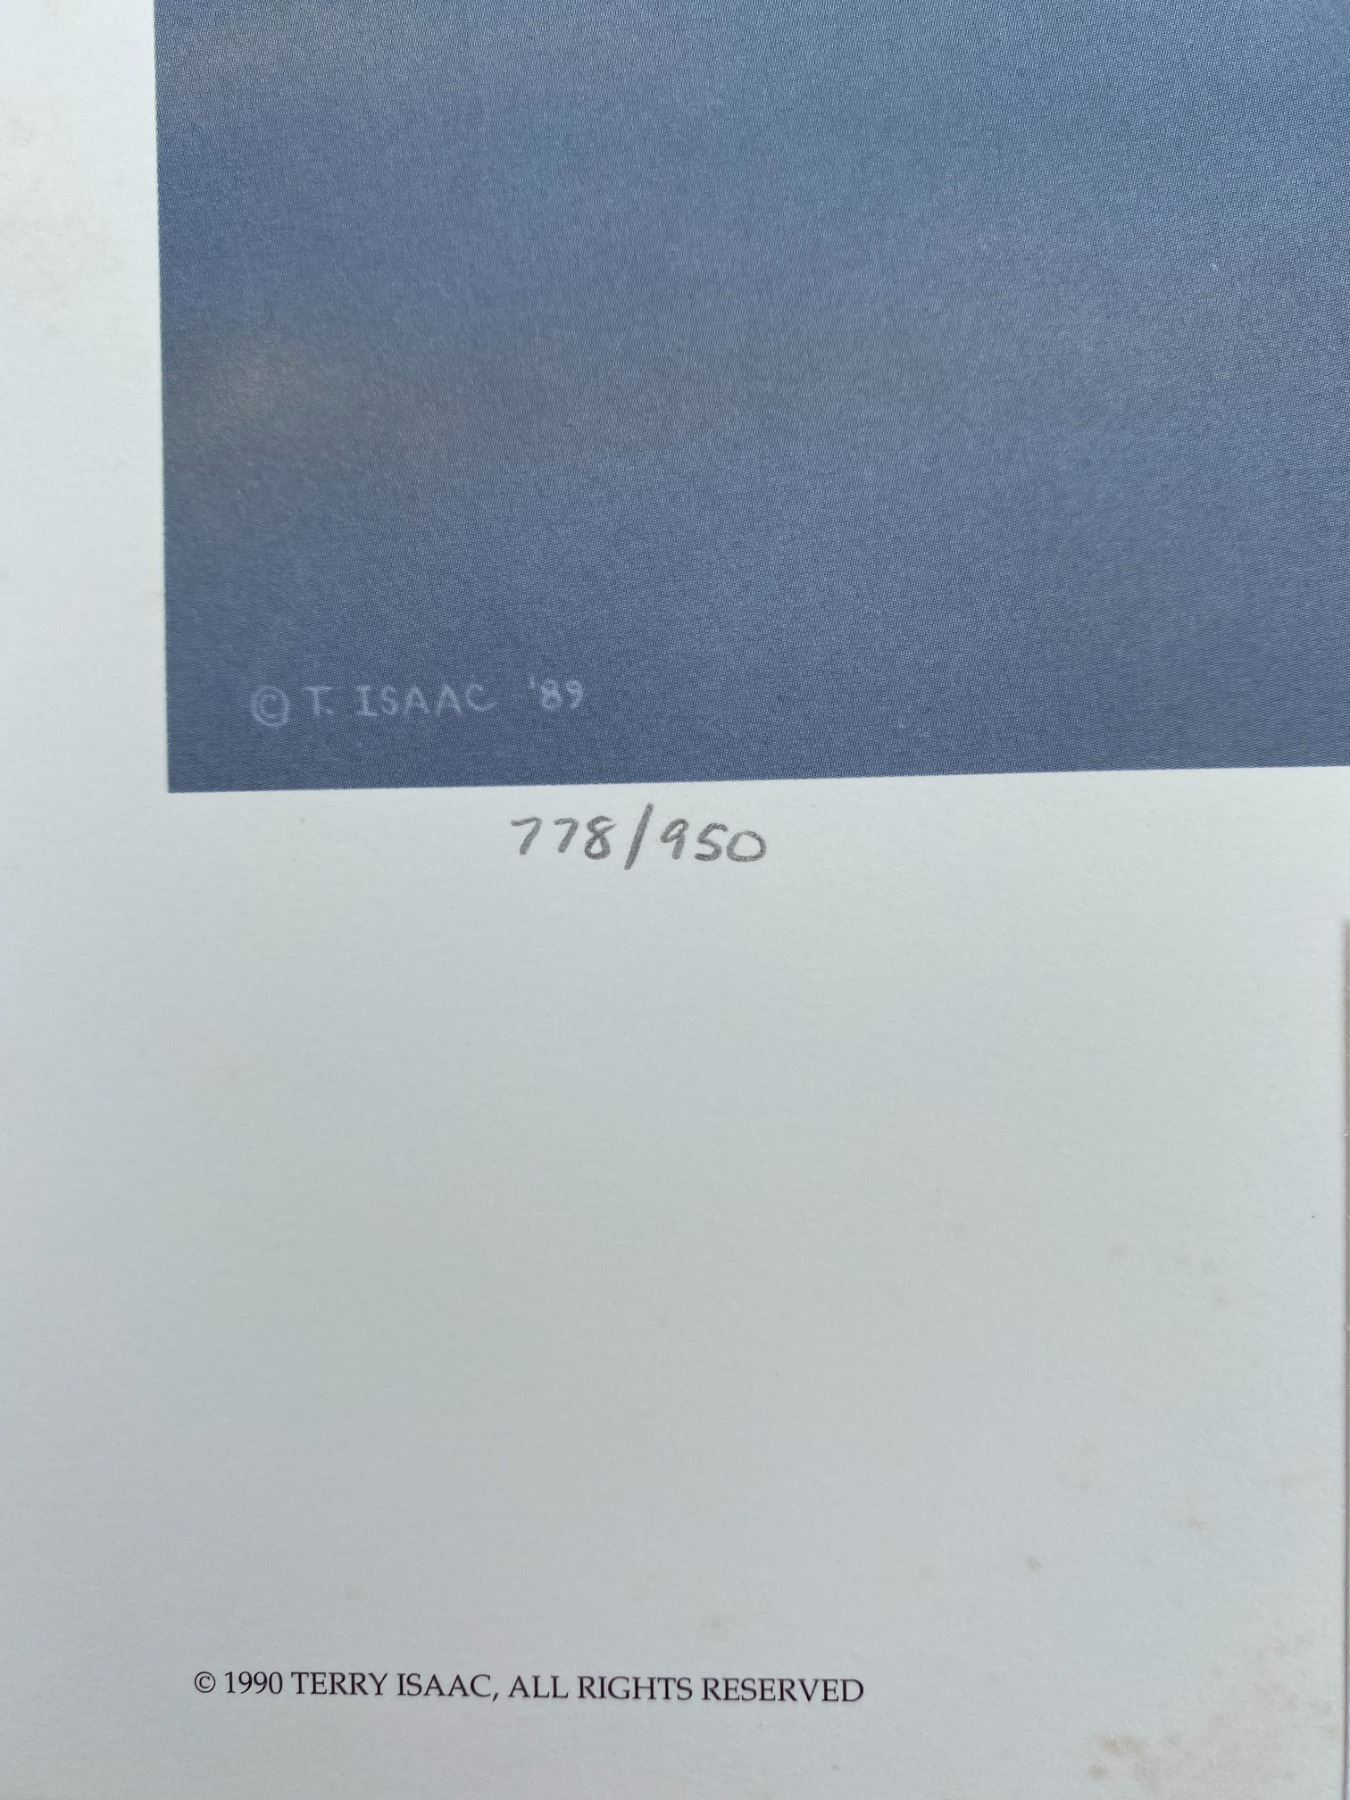 © T. ISAAC '89
778/950
© 1990 TERRY ISAAC, ALL RIGHTS RESERVED